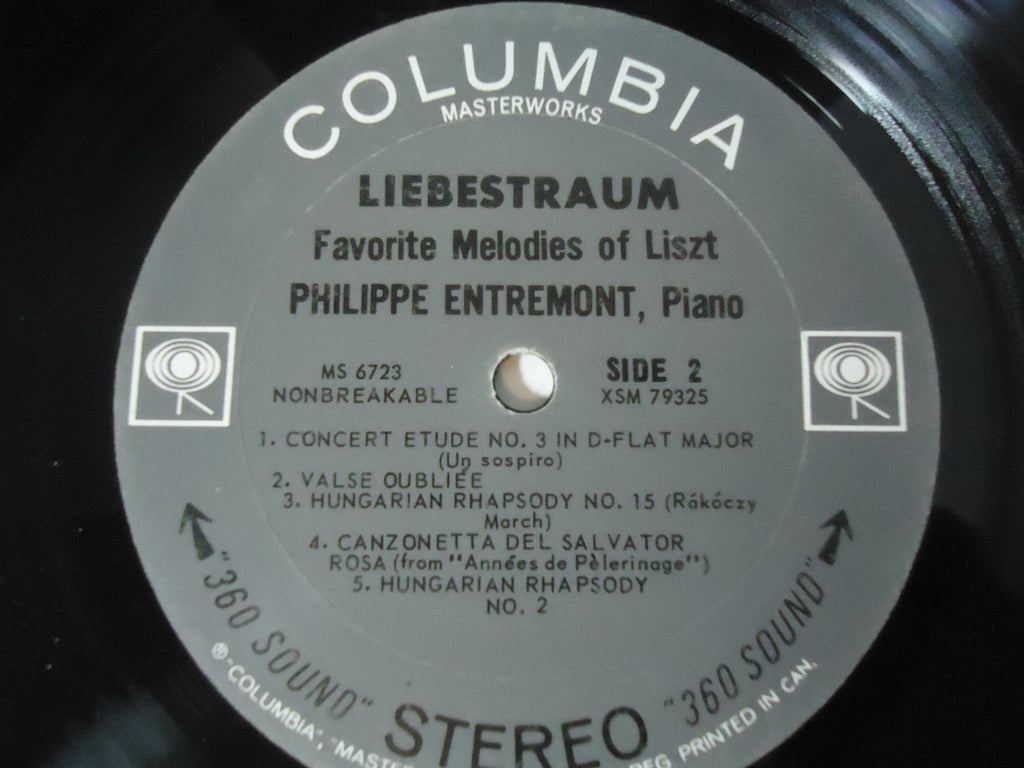 COLUMBIA
MASTERWORKS
LIEBESTRAUM
Favorite Melodies of Liszt
PHILIPPE ENTREMONT, Piano
MS 6723
NONBREAKABLE
SIDE 2
XSM 79325
1. CONCERT ETUDE NO. 3 IN D-FLAT MAJOR
(Un sospiro)
2. VALSE OUBLIÉE
3. HUNGARIAN RHAPSODY NO. 15 (Rákóczy
March)
4. CANZONETTA DEL SALVATOR
ROSA (from "Années de Pèlerinage")
5. HUNGARIAN RHAPSODY
NO. 2
"360 SOUND"
STEREO
"360 SOUND"
® "COLUMBIA", "MASTE
REG PRINTED IN CAN.